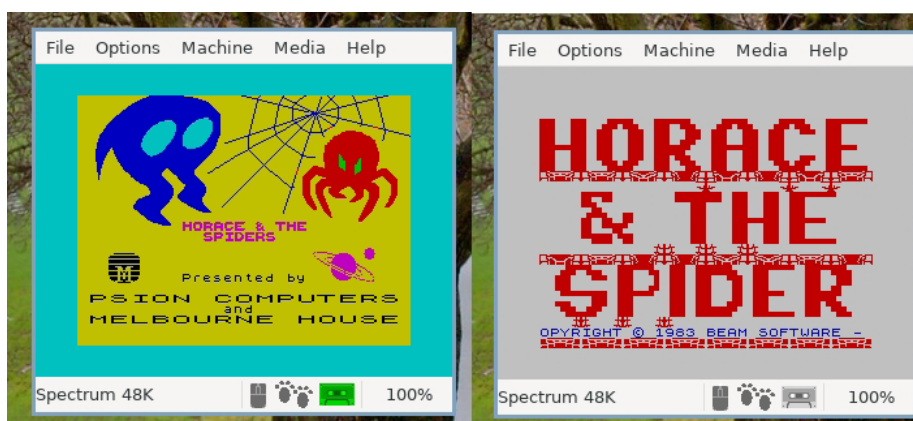 File Options Machine Media Help
HORACE & THE
SPIDERS
M
Presented by
PSION COMPUTERS
and
MELBOURNE HOUSE
Spectrum 48K 100%
File Options Machine Media Help
HORACE
& THE
SPIDER
OPYRIGHT © 1983 BEAM SOFTWARE -
Spectrum 48K 100%